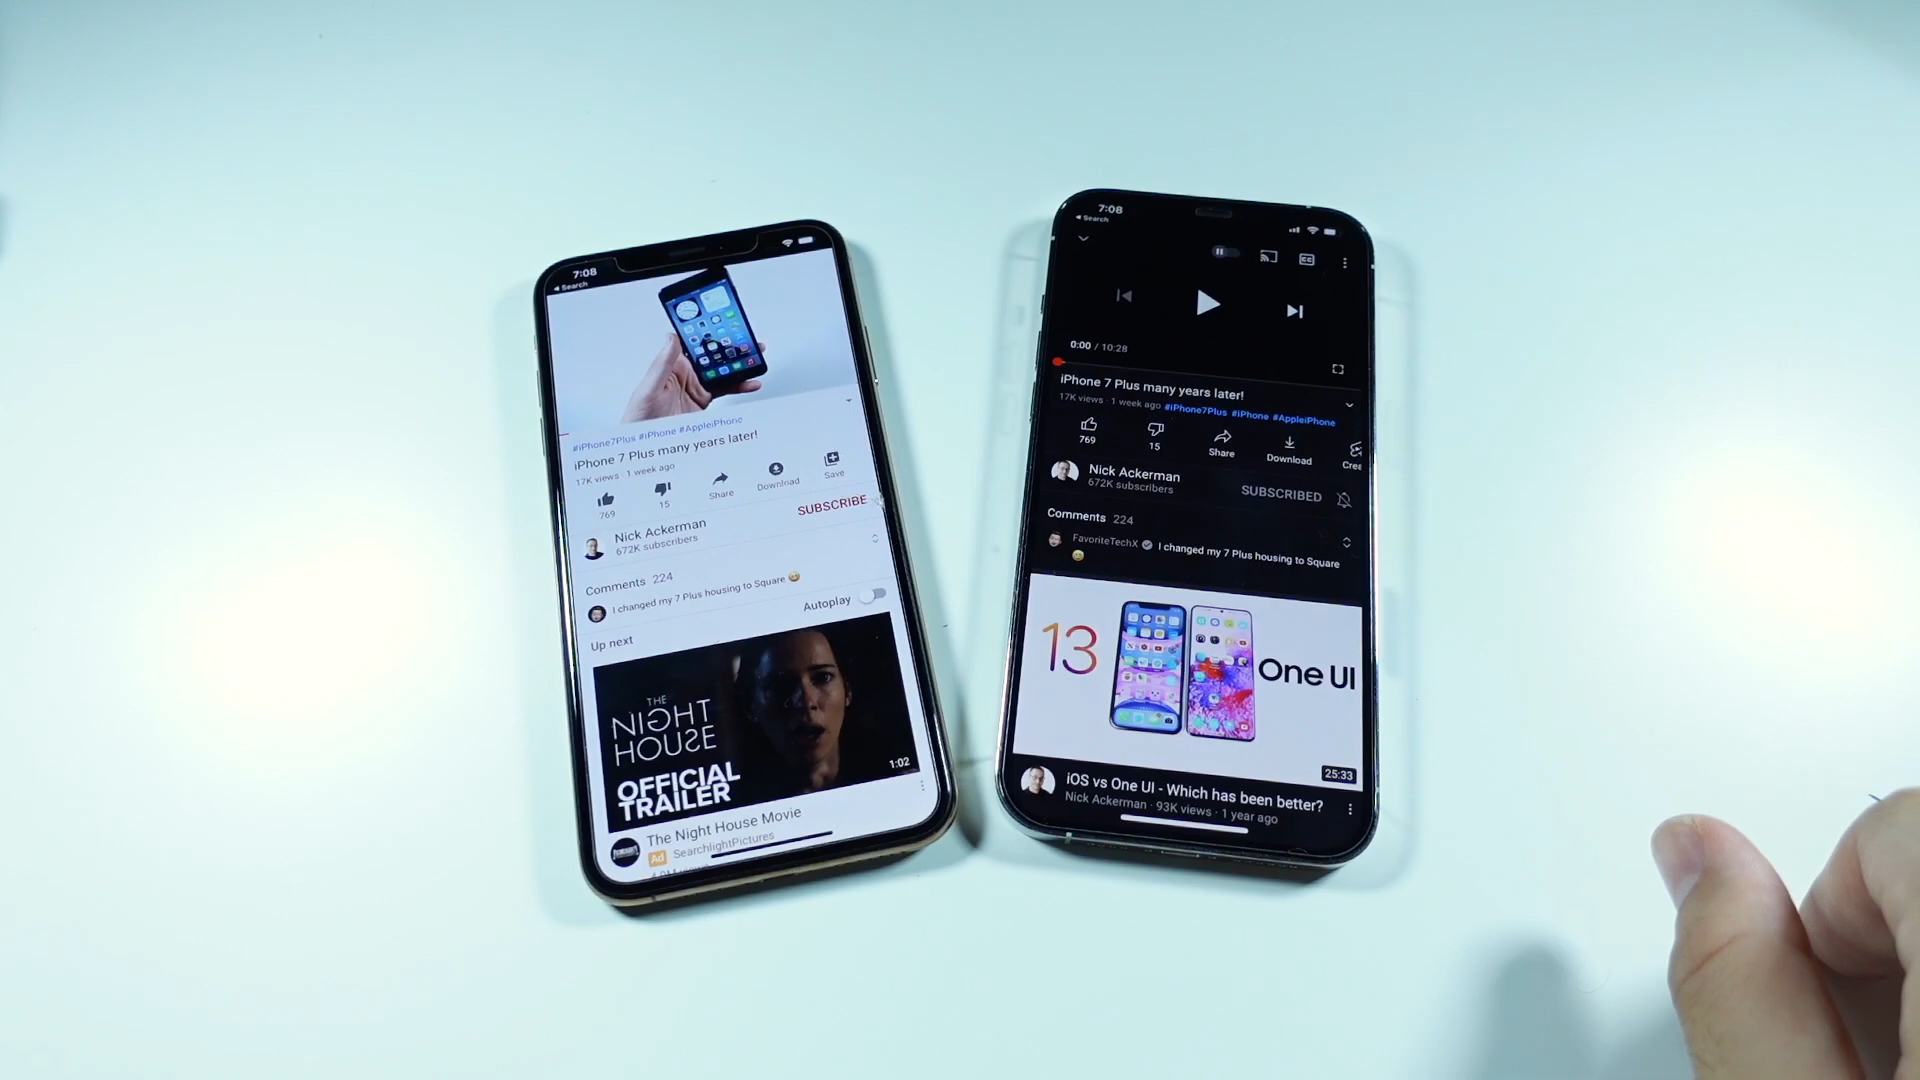 7:08
Search
#iPhone7Plus #iPhone #AppleiPhone
iPhone 7 Plus many years later!
17K views · 1 week ago
769
15
Share
Download
Save
Nick Ackerman
672K subscribers
SUBSCRIBE
Comments 224
I changed my 7 Plus housing to Square
Autoplay
Up next
THE
NIGHT
HOUSE
OFFICIAL
TRAILER
1:02
The Night House Movie
Ad SearchlightPictures
7:08
Search
CC
0:00 / 10:28
iPhone 7 Plus many years later!
17K views · 1 week ago #iPhone7Plus #iPhone #AppleiPhone
769
15
Share
Download
Crea
Nick Ackerman
672K subscribers
SUBSCRIBED
Comments 224
FavoriteTechX I changed my 7 Plus housing to Square
13
One UI
25:33
iOS vs One UI - Which has been better?
Nick Ackerman · 93K views · 1 year ago